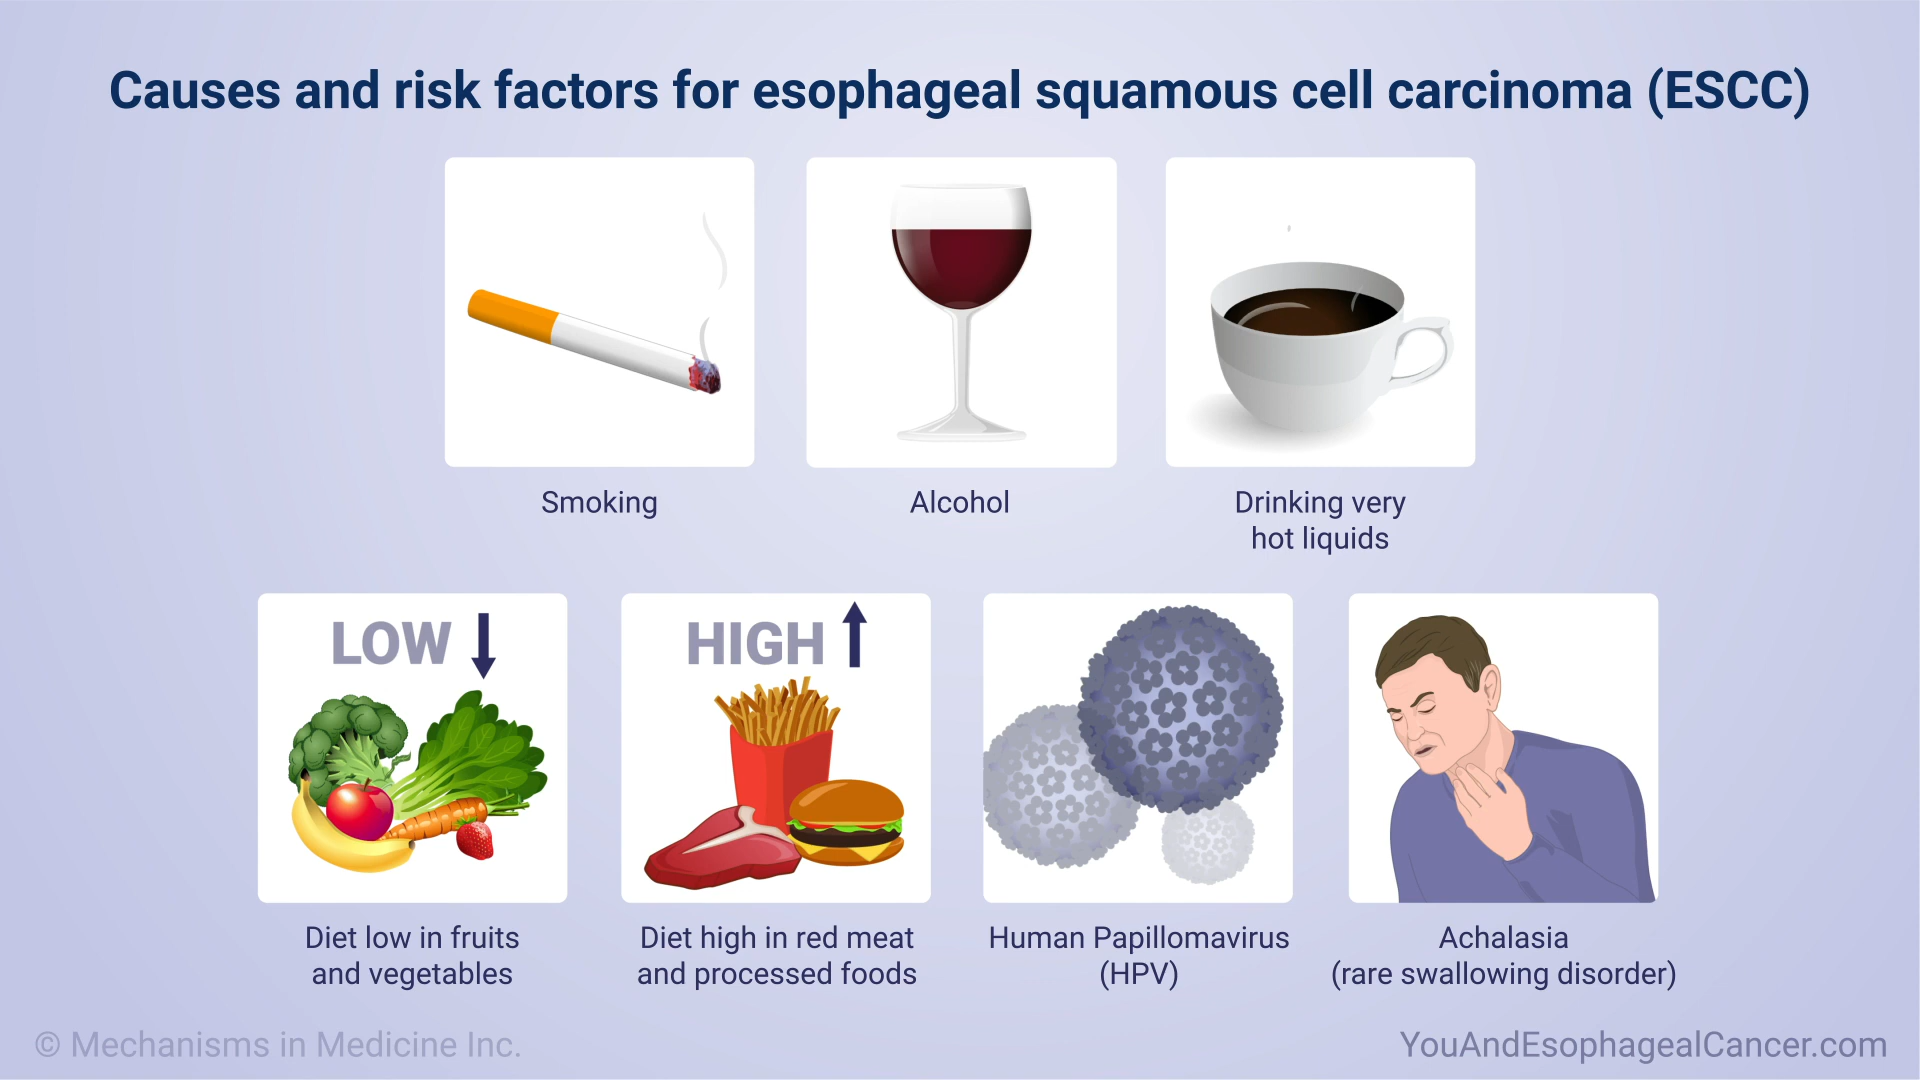 Causes and risk factors for esophageal squamous cell carcinoma (ESCC)
Smoking
Alcohol
Drinking very
hot liquids
LOW
HIGH
Diet low in fruits
and vegetables
Diet high in red meat
and processed foods
Human Papillomavirus
(HPV)
Achalasia
(rare swallowing disorder)
© Mechanisms in Medicine Inc.
YouAndEsophagealCancer.com